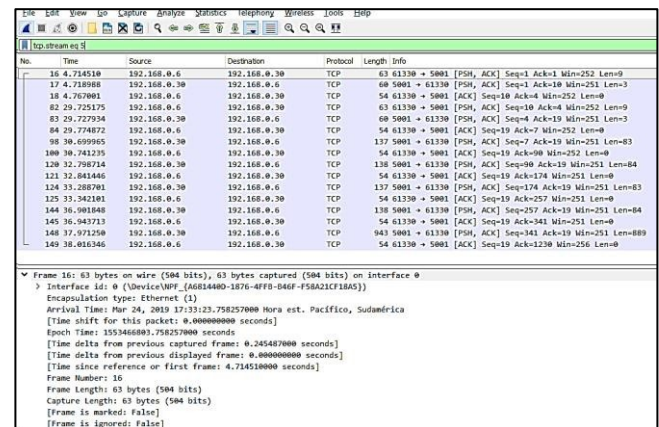 File Edit View Go Capture Analyze Statistics Telephony Wireless Tools Help
tcp.stream eq 5
No. Time Source Destination Protocol Length Info
16 4.714510 192.168.0.6 192.168.0.30 TCP 63 61330 → 5001 [PSH, ACK] Seq=1 Ack=1 Win=252 Len=9
17 4.718988 192.168.0.30 192.168.0.6 TCP 60 5001 → 61330 [PSH, ACK] Seq=1 Ack=10 Win=251 Len=3
18 4.767001 192.168.0.6 192.168.0.30 TCP 54 61330 → 5001 [ACK] Seq=10 Ack=4 Win=252 Len=0
82 29.725175 192.168.0.6 192.168.0.30 TCP 63 61330 → 5001 [PSH, ACK] Seq=10 Ack=4 Win=252 Len=9
83 29.727934 192.168.0.30 192.168.0.6 TCP 60 5001 → 61330 [PSH, ACK] Seq=4 Ack=19 Win=251 Len=3
84 29.774872 192.168.0.6 192.168.0.30 TCP 54 61330 → 5001 [ACK] Seq=19 Ack=7 Win=252 Len=0
98 30.699965 192.168.0.30 192.168.0.6 TCP 137 5001 → 61330 [PSH, ACK] Seq=7 Ack=19 Win=251 Len=83
100 30.741235 192.168.0.6 192.168.0.30 TCP 54 61330 → 5001 [ACK] Seq=19 Ack=90 Win=252 Len=0
120 32.798714 192.168.0.30 192.168.0.6 TCP 138 5001 → 61330 [PSH, ACK] Seq=90 Ack=19 Win=251 Len=84
121 32.841446 192.168.0.6 192.168.0.30 TCP 54 61330 → 5001 [ACK] Seq=19 Ack=174 Win=251 Len=0
124 33.288701 192.168.0.30 192.168.0.6 TCP 137 5001 → 61330 [PSH, ACK] Seq=174 Ack=19 Win=251 Len=83
125 33.342101 192.168.0.6 192.168.0.30 TCP 54 61330 → 5001 [ACK] Seq=19 Ack=257 Win=251 Len=0
144 36.901848 192.168.0.30 192.168.0.6 TCP 138 5001 → 61330 [PSH, ACK] Seq=257 Ack=19 Win=251 Len=84
145 36.943713 192.168.0.6 192.168.0.30 TCP 54 61330 → 5001 [ACK] Seq=19 Ack=341 Win=251 Len=0
148 37.971250 192.168.0.30 192.168.0.6 TCP 943 5001 → 61330 [PSH, ACK] Seq=341 Ack=19 Win=251 Len=889
149 38.016346 192.168.0.6 192.168.0.30 TCP 54 61330 → 5001 [ACK] Seq=19 Ack=1230 Win=256 Len=0
Frame 16: 63 bytes on wire (504 bits), 63 bytes captured (504 bits) on interface 0
Interface id: 0 (\Device\NPF_{A681440D-1876-4FFB-B46F-F58A21CF18A5})
Encapsulation type: Ethernet (1)
Arrival Time: Mar 24, 2019 17:33:23.758257000 Hora est. Pacífico, Sudamérica
[Time shift for this packet: 0.000000000 seconds]
Epoch Time: 1553466803.758257000 seconds
[Time delta from previous captured frame: 0.245487000 seconds]
[Time delta from previous displayed frame: 0.000000000 seconds]
[Time since reference or first frame: 4.714510000 seconds]
Frame Number: 16
Frame Length: 63 bytes (504 bits)
Capture Length: 63 bytes (504 bits)
[Frame is marked: False]
[Frame is ignored: False]